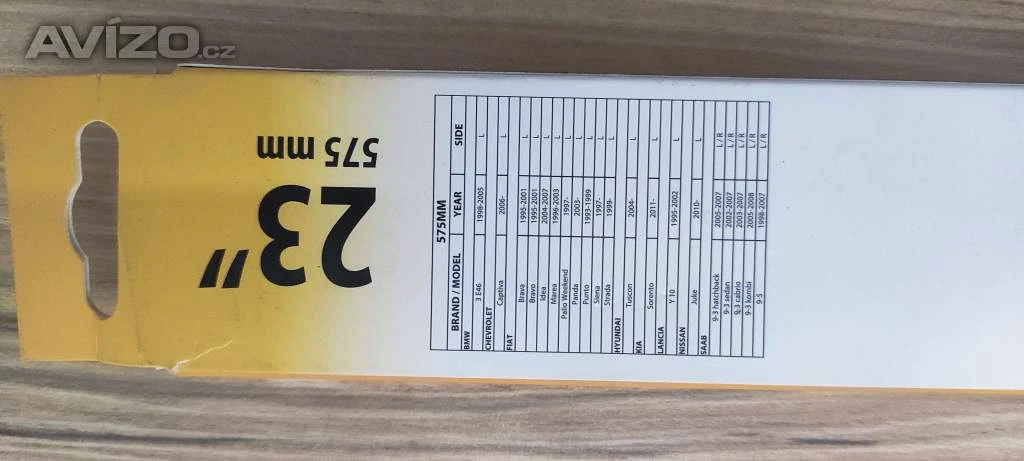 AVÍZO.cz
23"
575 mm
575MM
BRAND / MODEL YEAR SIDE
BMW
3 E46 1998-2005 L
CHEVROLET
Captiva 2006- L
FIAT
Brava 1995-2001 L
Bravo 1995-2001 L
Idea 2004-2007 L
Marea 1996-2003 L
Palio Weekend 1997- L
Panda 2003- L
Punto 1993-1999 L
Siena 1997- L
Strada 1999- L
HYUNDAI
Tuscon 2004- L
KIA
Sorento 2011- L
LANCIA
Y 10 1995-2002 L
NISSAN
Juke 2010- L
SAAB
9-3 hatchback 2005-2007 L / R
9-3 sedan 2002-2007 L / R
9-3 cabrio 2003-2007 L / R
9-3 kombi 2005-2008 L / R
9-5 1998-2007 L / R